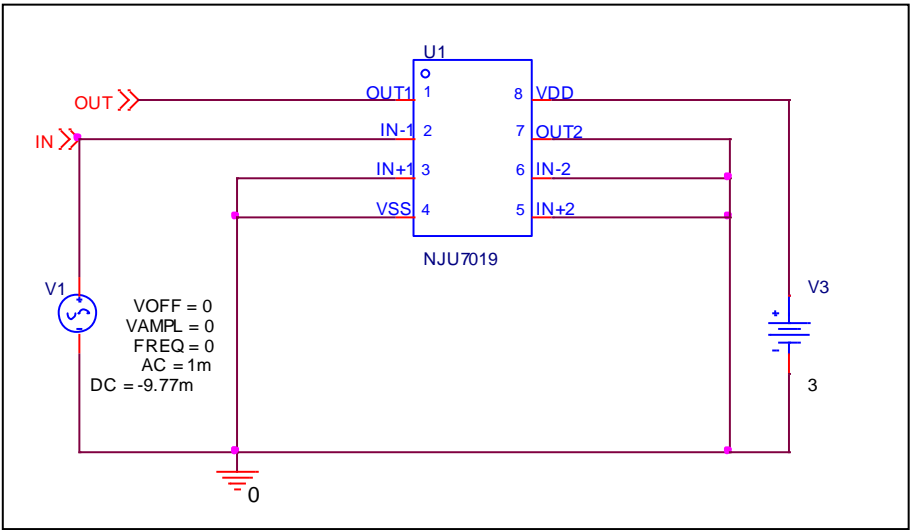 U1
OUT
OUT1 1 8 VDD
IN
IN-1 2 7 OUT2
IN+1 3 6 IN-2
VSS 4 5 IN+2
NJU7019
V1
VOFF = 0
VAMPL = 0
FREQ = 0
AC = 1m
DC = -9.77m
+
-
V3
+
-
3
0